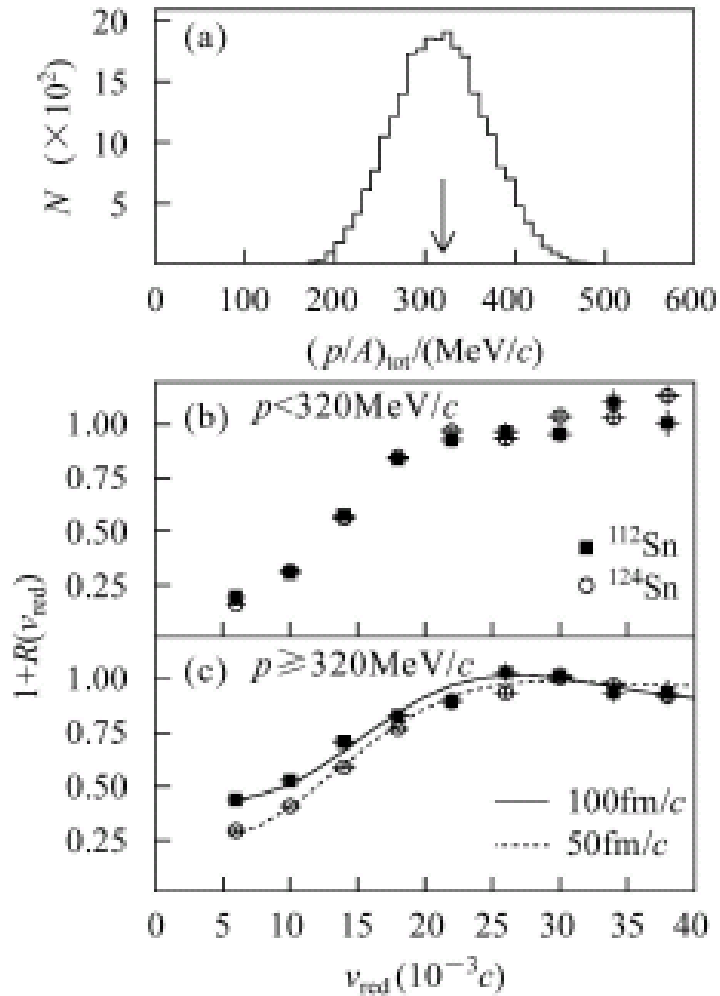 (a)
N (×10²)
20
15
10
5
0 100 200 300 400 500 600
(p/A)tot/(MeV/c)
(b) p<320MeV/c
1.00
0.75
0.50
0.25
¹¹²Sn
¹²⁴Sn
1+R(vred)
(c) p≥320MeV/c
1.00
0.75
0.50
0.25
100fm/c
50fm/c
0 5 10 15 20 25 30 35 40
vred(10⁻³c)